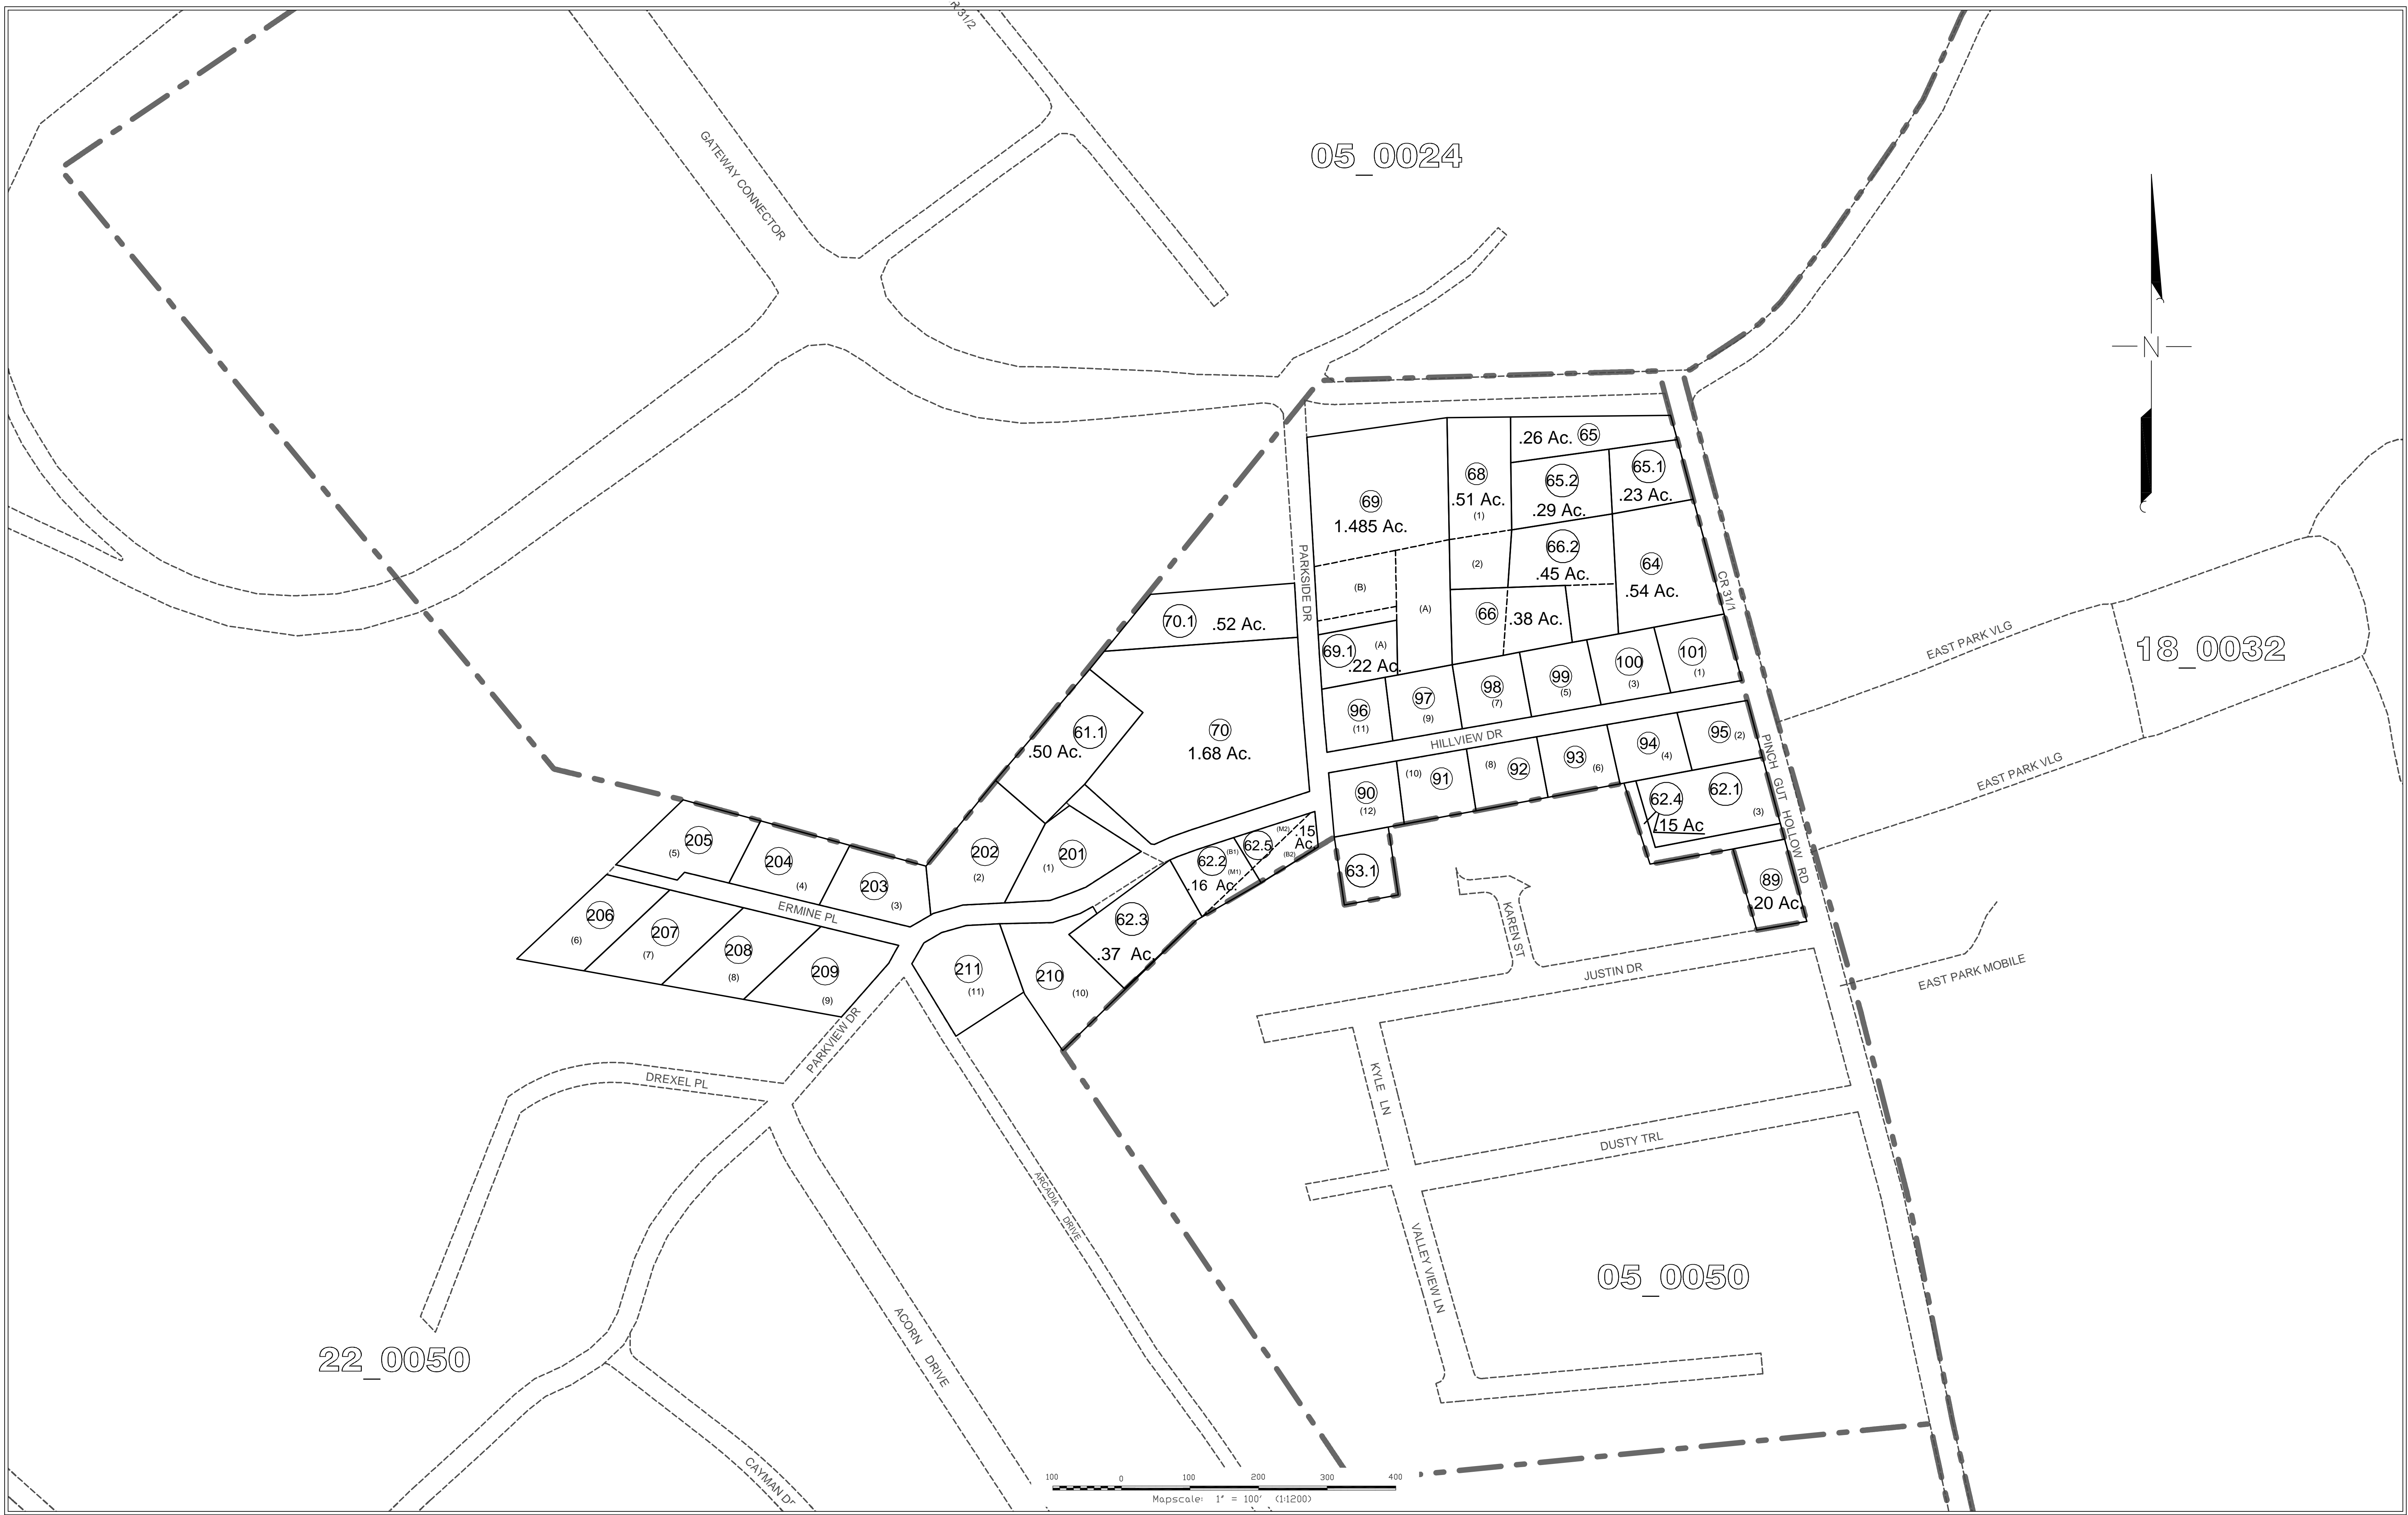 R 31/2
GATEWAY CONNECTOR
05_0024
N
.26 Ac. 65
68
.51 Ac.
(1)
65.2
.29 Ac.
65.1
.23 Ac.
69
1.485 Ac.
PARKSIDE DR
66.2
.45 Ac.
(2)
64
.54 Ac.
CR 31/1
(B)
(A)
66
.38 Ac.
70.1 .52 Ac.
69.1
(A)
.22 Ac.
EAST PARK VLG
18_0032
96
(11)
97
(9)
98
(7)
99
(5)
100
(3)
101
(1)
61.1
.50 Ac.
70
1.68 Ac.
HILLVIEW DR
90
(12)
(10) 91
(8) 92
93
(6)
94
(4)
95 (2)
PINCH GUT HOLLOW RD
EAST PARK VLG
62.4
.15 Ac
62.1
(3)
205
(5)
204
(4)
203
(3)
202
(2)
201
(1)
62.2
(B1)
(M1)
.16 Ac.
62.5
(M2)
(B2)
.15
Ac.
63.1
89
20 Ac.
ERMINE PL
206
(6)
207
(7)
208
(8)
209
(9)
211
(11)
210
(10)
62.3
.37 Ac.
KAREN ST
JUSTIN DR
EAST PARK MOBILE
PARKVIEW DR
DREXEL PL
KYLE LN
DUSTY TRL
ARCADIA DRIVE
VALLEY VIEW LN
05_0050
22_0050
ACORN DRIVE
CAYMAN DR
100 0 100 200 300 400
Mapscale: 1" = 100' (1:1200)